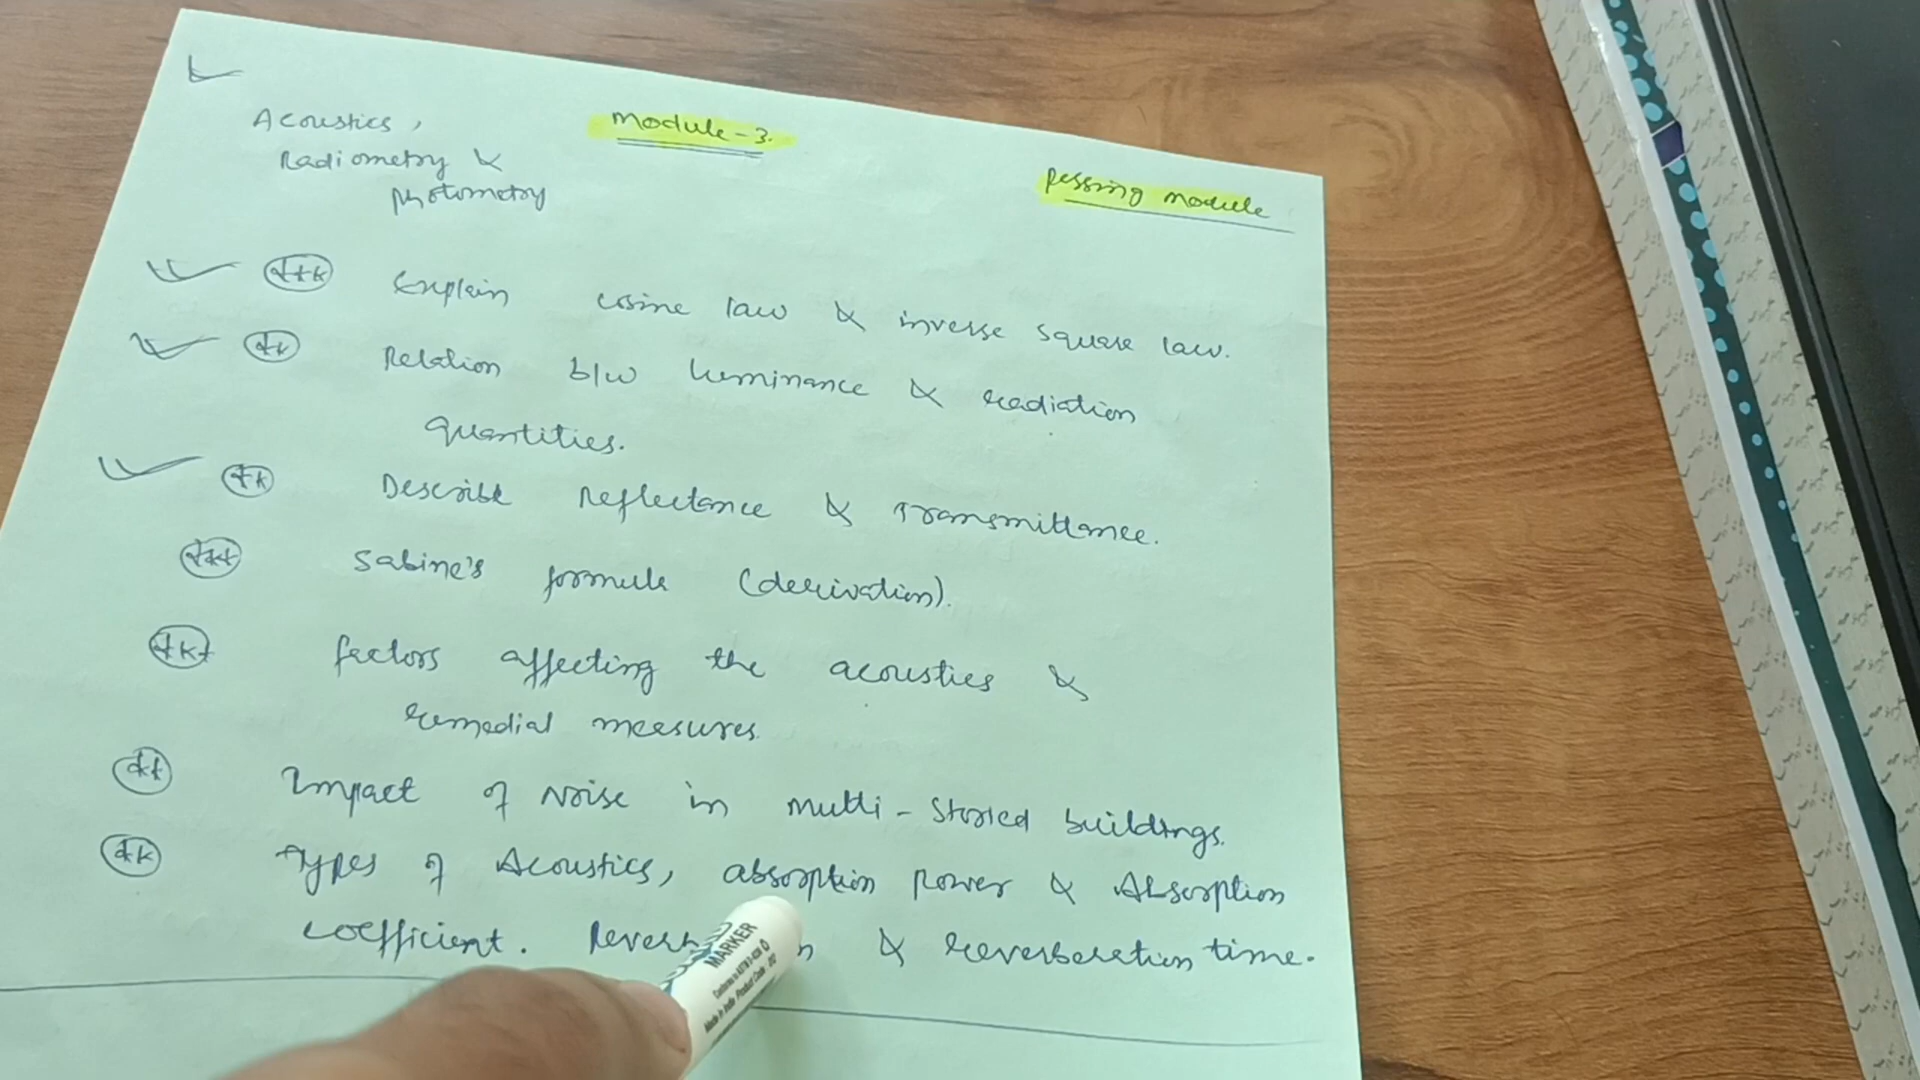 Acoustics,
Module-3.
Radiometry &
photometry
passing module
*** Explain cosine law & inverse square law.
** Relation b/w luminance & radiation
quantities.
** Describe reflectance & Transmittance.
*** Sabine's formula (derivation).
*** factors affecting the acoustics &
remedial measures.
** Impact of Noise in multi-storied buildings.
** Types of Acoustics, absorption power & Absorption
coefficient. & reverberation time.
MARKER